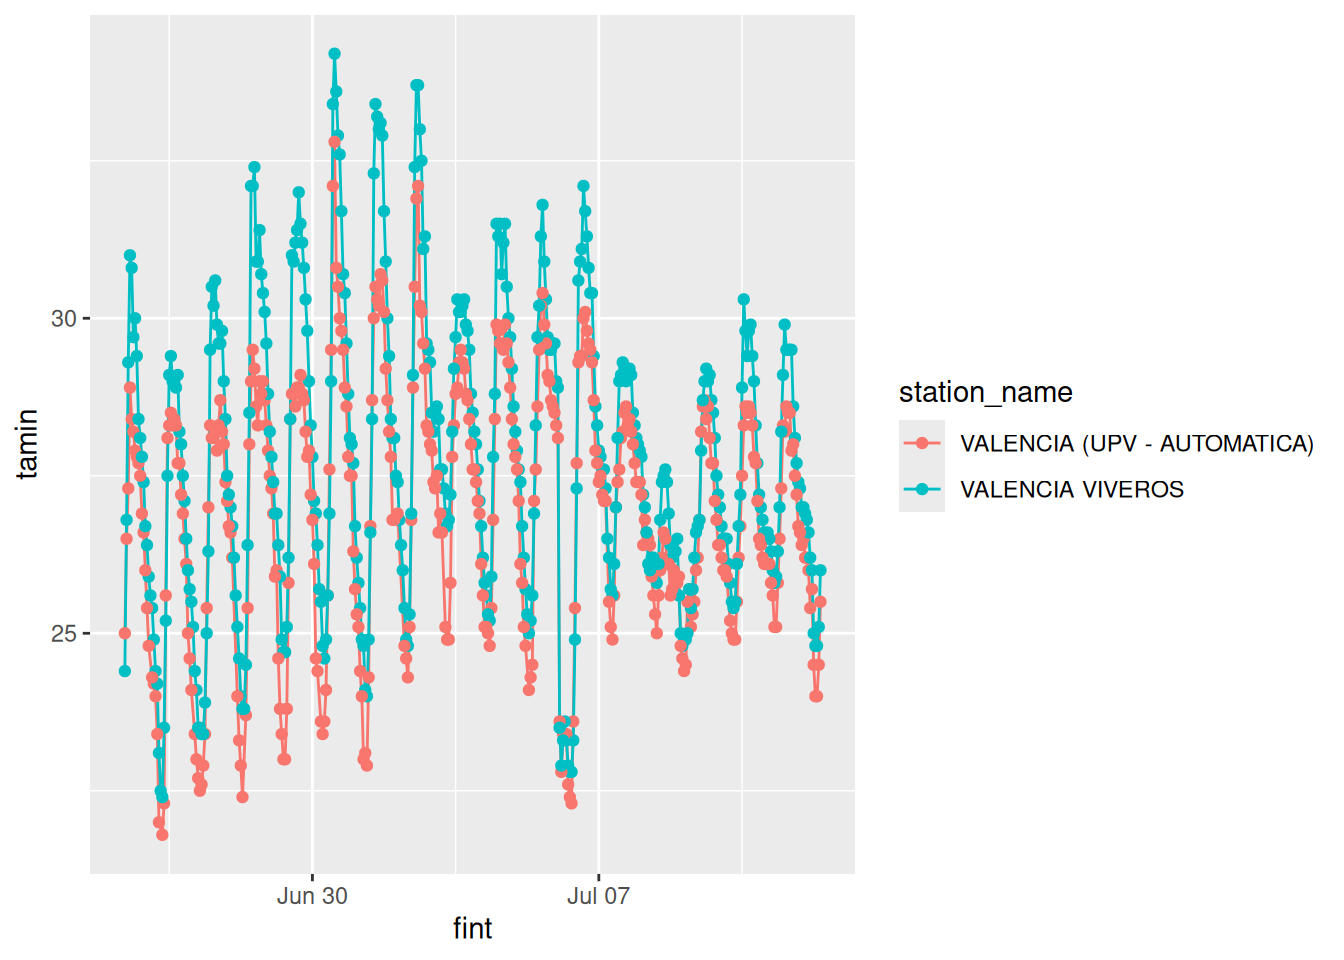 tamin
30
25
Jun 30
Jul 07
fint
station_name
VALENCIA (UPV - AUTOMATICA)
VALENCIA VIVEROS